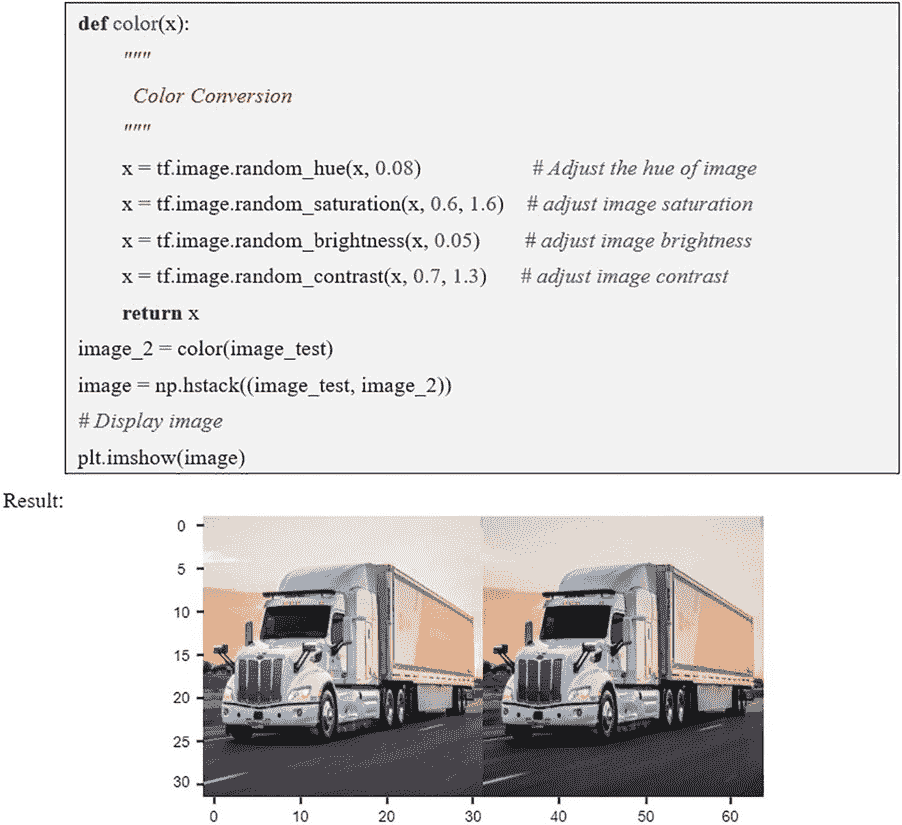 def color(x):
"""
Color Conversion
"""
x = tf.image.random_hue(x, 0.08) # Adjust the hue of image
x = tf.image.random_saturation(x, 0.6, 1.6) # adjust image saturation
x = tf.image.random_brightness(x, 0.05) # adjust image brightness
x = tf.image.random_contrast(x, 0.7, 1.3) # adjust image contrast
return x
image_2 = color(image_test)
image = np.hstack((image_test, image_2))
# Display image
plt.imshow(image)
Result:
0
5
10
15
20
25
30
0 10 20 30 40 50 60